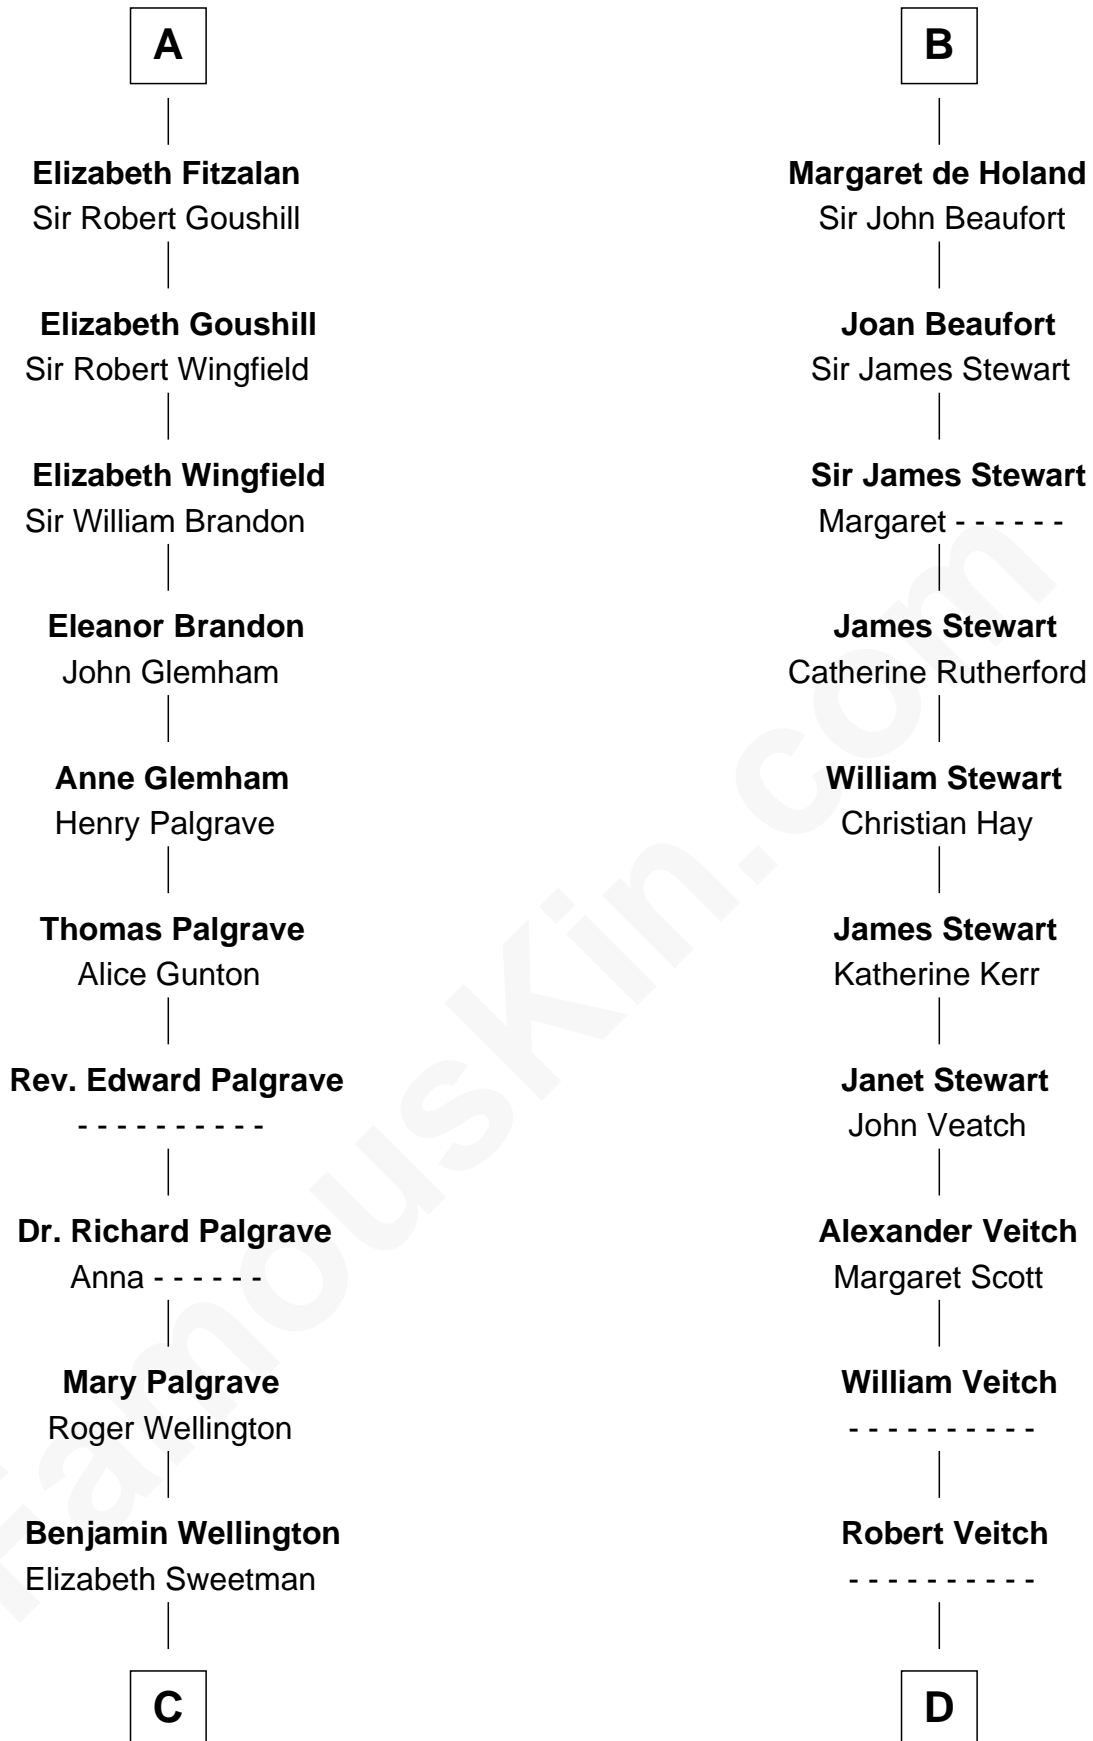 A
Elizabeth Fitzalan
Sir Robert Goushill
Elizabeth Goushill
Sir Robert Wingfield
Elizabeth Wingfield
Sir William Brandon
Eleanor Brandon
John Glemham
Anne Glemham
Henry Palgrave
Thomas Palgrave
Alice Gunton
Rev. Edward Palgrave
- - - - - - - - - -
Dr. Richard Palgrave
Anna - - - - - -
Mary Palgrave
Roger Wellington
Benjamin Wellington
Elizabeth Sweetman
C
B
Margaret de Holand
Sir John Beaufort
Joan Beaufort
Sir James Stewart
Sir James Stewart
Margaret - - - - - -
James Stewart
Catherine Rutherford
William Stewart
Christian Hay
James Stewart
Katherine Kerr
Janet Stewart
John Veatch
Alexander Veitch
Margaret Scott
William Veitch
- - - - - - - - - -
Robert Veitch
- - - - - - - - - -
D
FamousKin.com